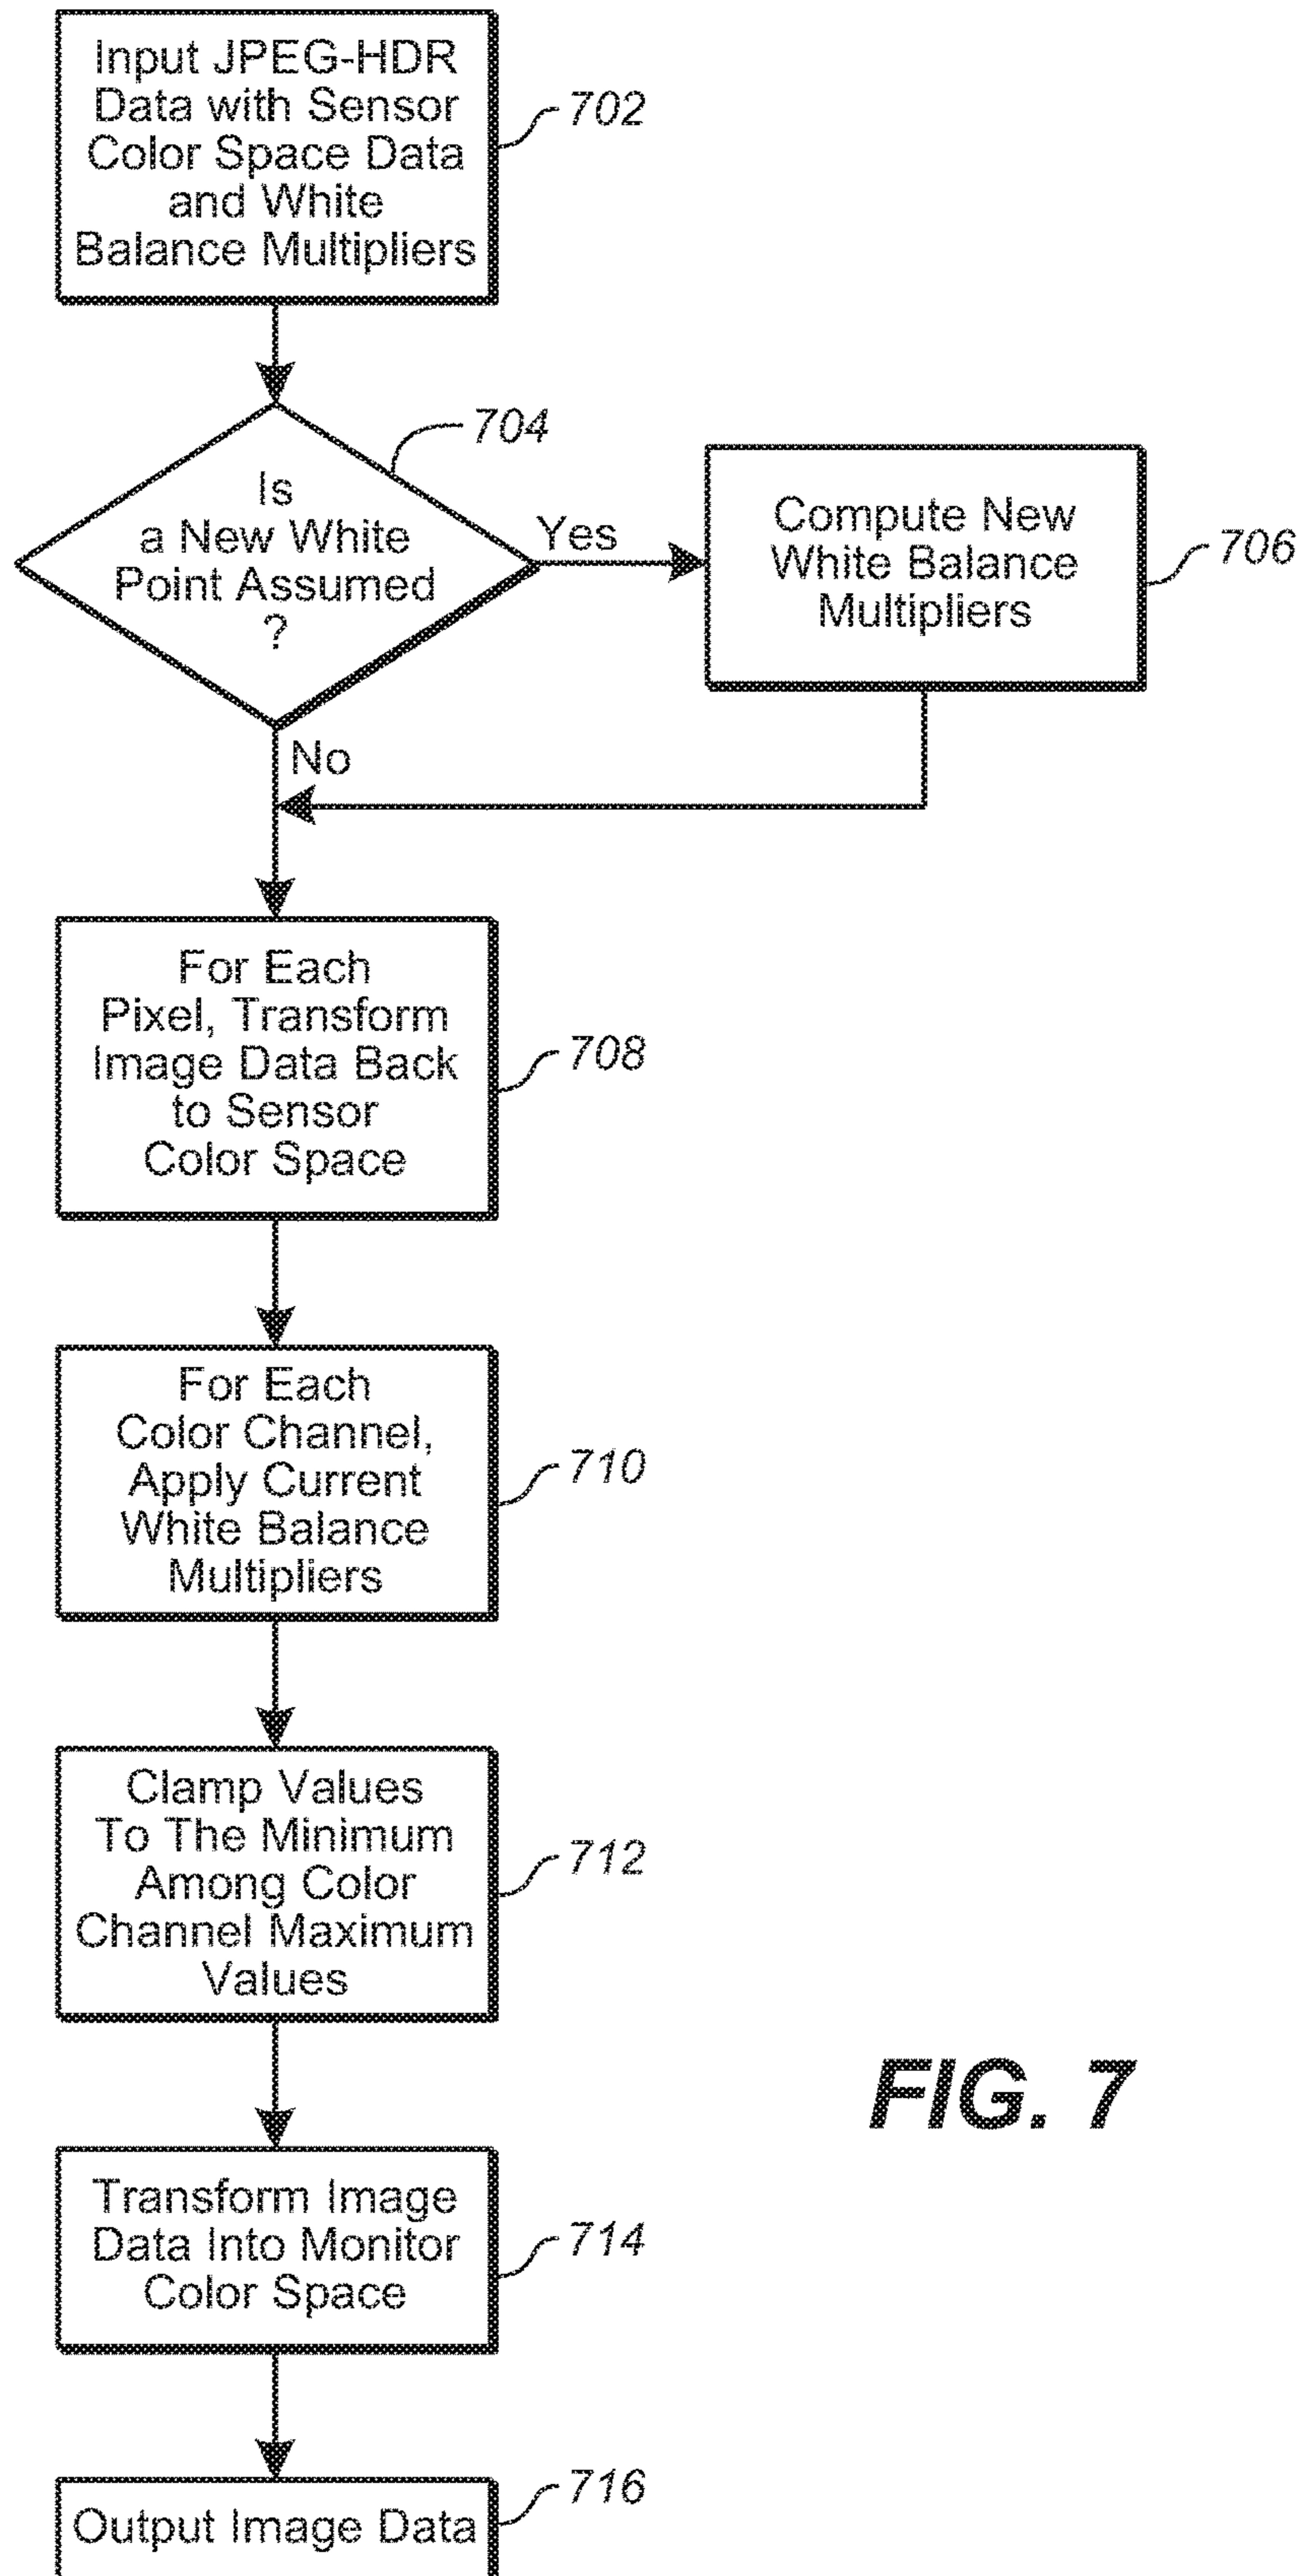 Input JPEG-HDR
Data with Sensor
Color Space Data
and White
Balance Multipliers
702
704
Is
a New White
Point Assumed
?
Yes
Compute New
White Balance
Multipliers
706
No
For Each
Pixel, Transform
Image Data Back
to Sensor
Color Space
708
For Each
Color Channel,
Apply Current
White Balance
Multipliers
710
Clamp Values
To The Minimum
Among Color
Channel Maximum
Values
712
FIG. 7
Transform Image
Data Into Monitor
Color Space
714
716
Output Image Data